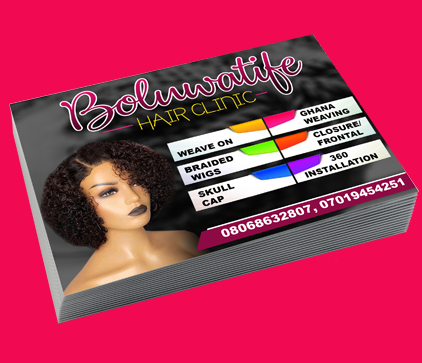 Boluwatife
HAIR CLINIC
WEAVE ON
GHANA
WEAVING
BRAIDED
WIGS
CLOSURE/
FRONTAL
SKULL
CAP
360
INSTALLATION
08068632807, 07019454251